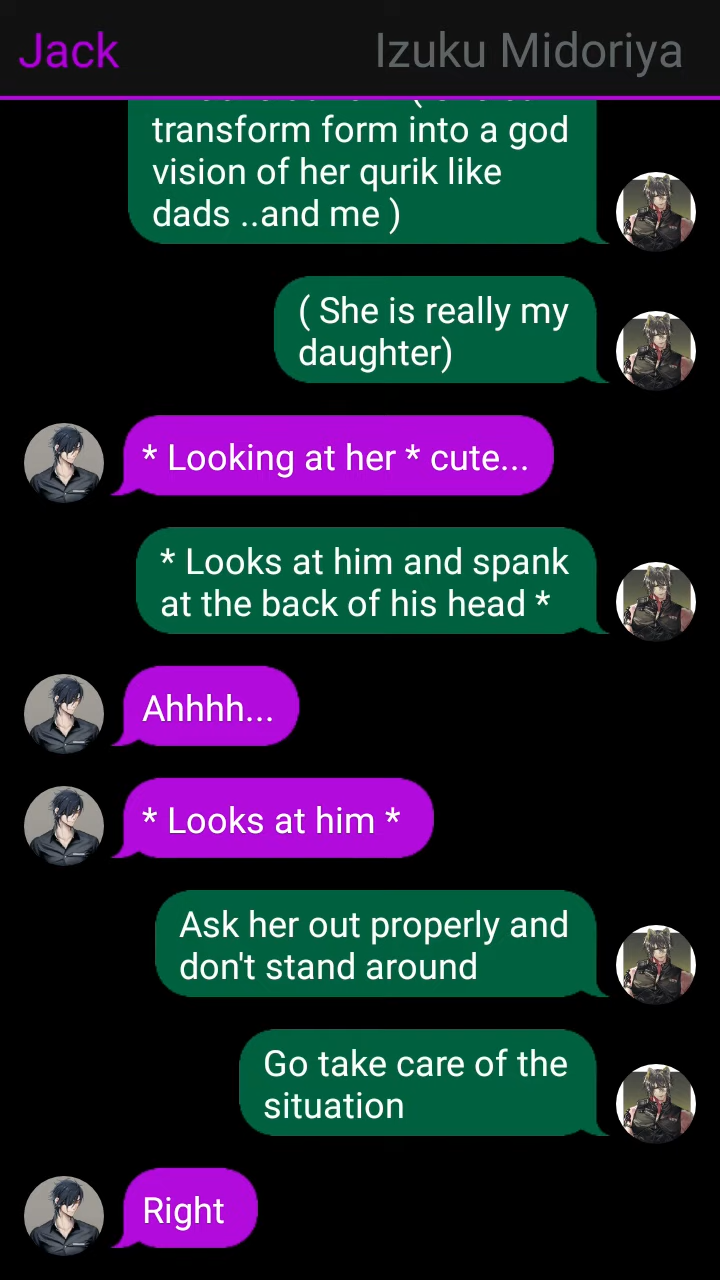 Jack
Izuku Midoriya
transform form into a god
vision of her qurik like
dads ..and me )
( She is really my
daughter)
* Looking at her * cute...
* Looks at him and spank
at the back of his head *
Ahhhh...
* Looks at him *
Ask her out properly and
don't stand around
Go take care of the
situation
Right